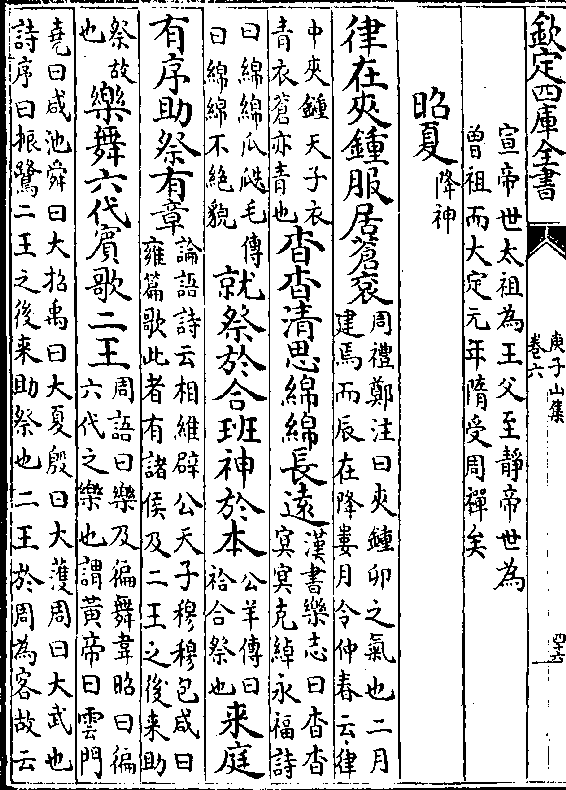 欽定四庫全書
庾子山集
卷六
四十六
宣帝世太祖為王父至靜帝世為
曽祖而大定元年隋受周禪矣
昭夏降神
律在夾鍾服居蒼衮周禮鄭注曰夾鍾卯之氣也二月
建焉而辰在降婁月令仲春云律
中夾鍾天子衣
青衣蒼亦青也杳杳清思綿綿長遠漢書樂志曰杳杳
冥冥克綽永福詩
曰綿綿瓜瓞毛傳
曰綿綿不絶貌就祭於合班神於本公羊傳曰
祫合祭也来庭
有序助祭有章論語詩云相維辟公天子穆穆包咸曰
雍篇歌此者有諸侯及二王之後来助
祭故
也樂舞六代賓歌二王周語曰樂及徧舞韋昭曰徧
六代之樂也謂黄帝曰雲門
堯曰咸池舜曰大招禹曰大夏殷曰大濩周曰大武也
詩序曰振鷺二王之後来助祭也二王於周為客故云